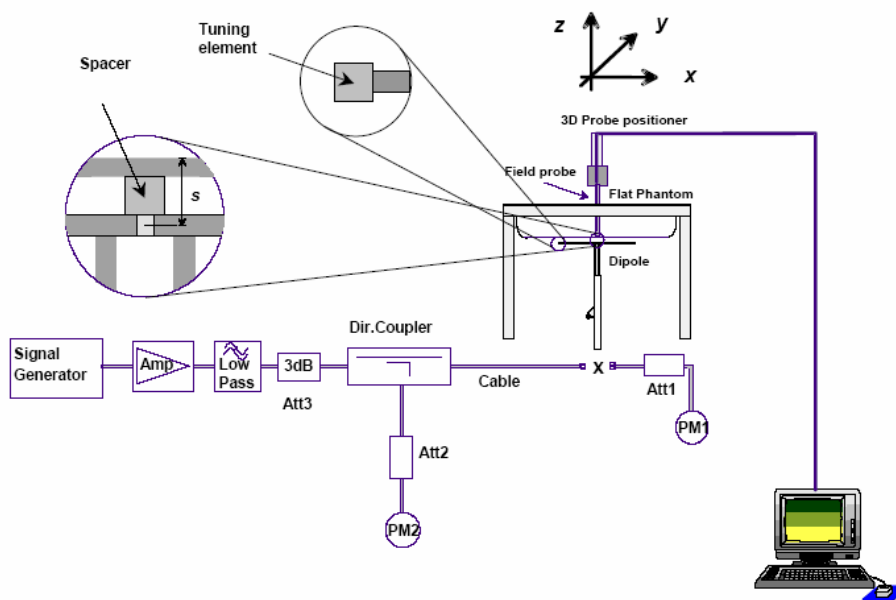 Tuning
element
z
y
x
Spacer
3D Probe positioner
Field probe
s
Flat Phantom
Dipole
Dir.Coupler
Signal
Generator
Amp
Low
Pass
3dB
Att3
Cable
X
Att1
PM1
Att2
PM2